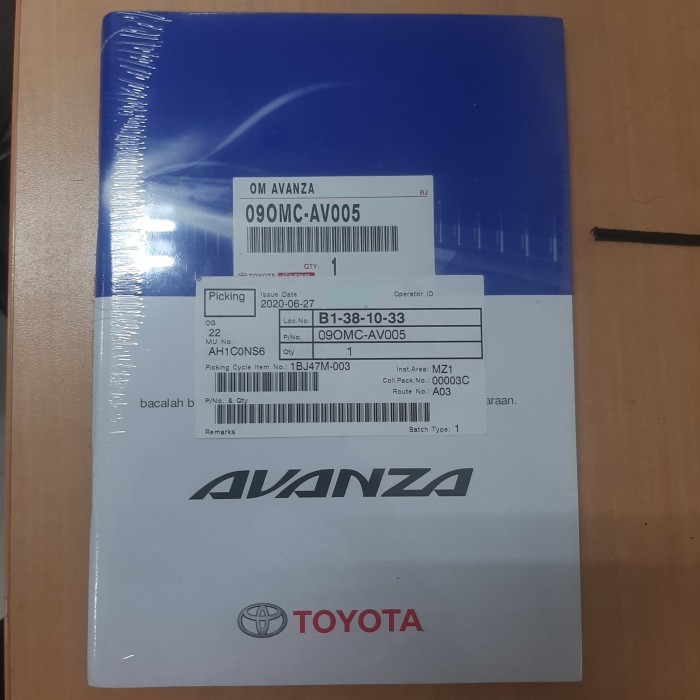 OM AVANZA
BJ
09OMC-AV005
QTY 1
TOYOTA
Picking
Issue Date
2020-06-27
Operator ID
OG
22
Loc.No. B1-38-10-33
MU No.
AH1C0NS6
P/No. 09OMC-AV005
Qty 1
Picking Cycle Item No.: 1BJ47M-003
Inst.Area: MZ1
Coll.Pack.No.: 00003C
Route No.: A03
P/No. & Qty
bacalah b
araan.
Remarks
Batch Type: 1
AVANZA
TOYOTA